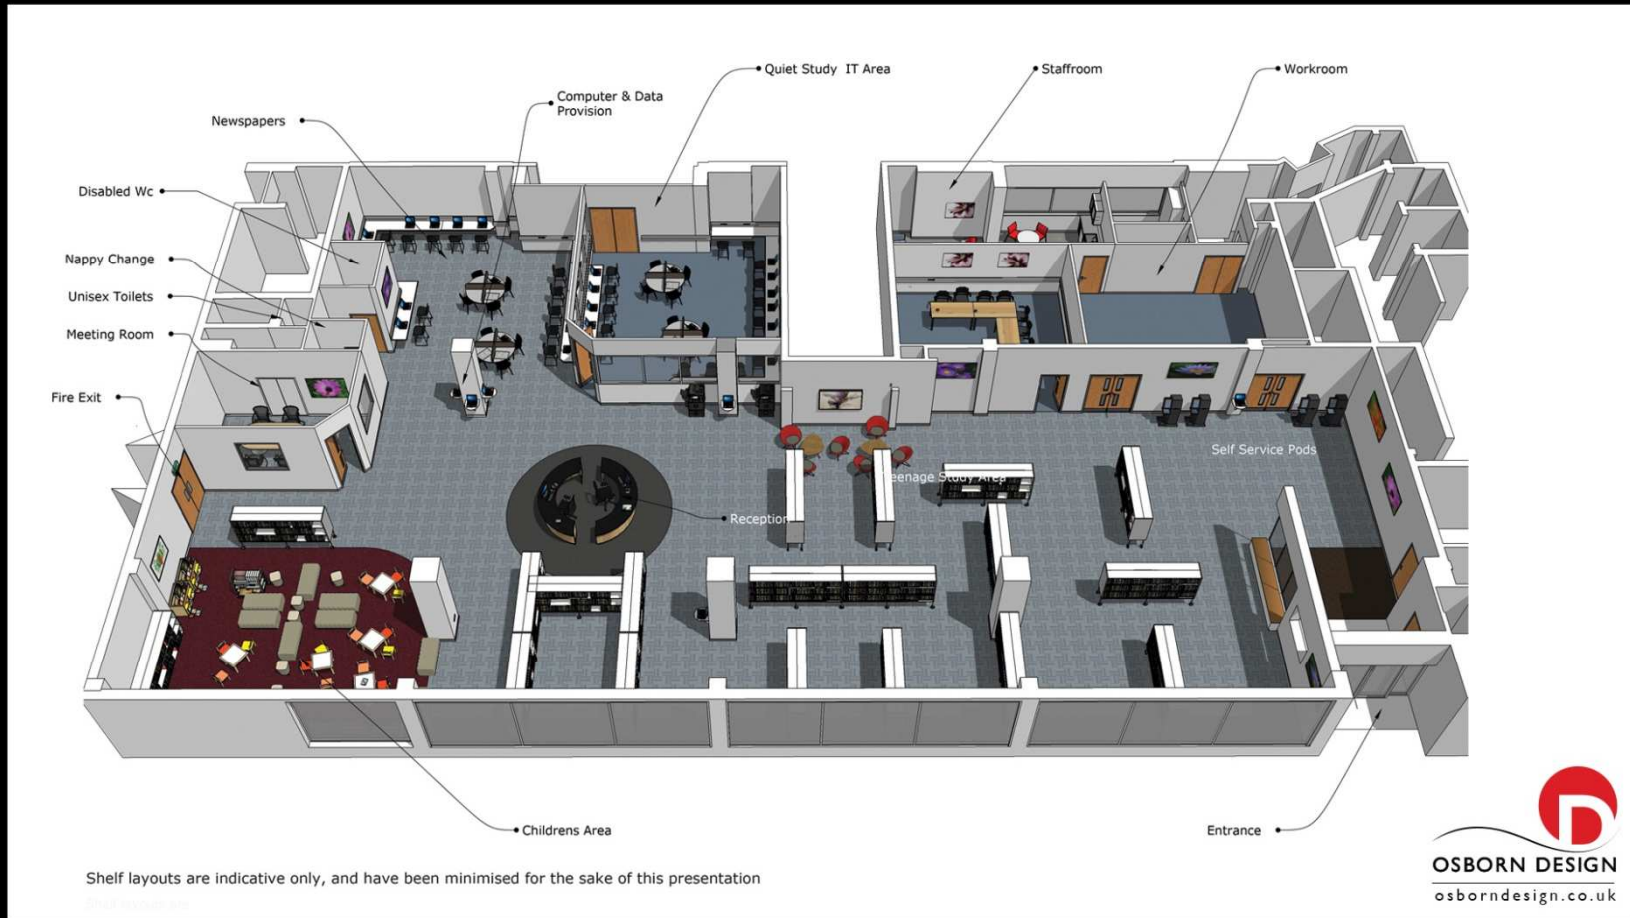 Quiet Study  IT Area
Staffroom
Workroom
Computer & Data
Provision
Newspapers
Disabled Wc
Nappy Change
Unisex Toilets
Meeting Room
Fire Exit
Self Service Pods
Teenage Study Area
Reception
Childrens Area
Entrance
Shelf layouts are indicative only, and have been minimised for the sake of this presentation
D
OSBORN DESIGN
osborndesign.co.uk